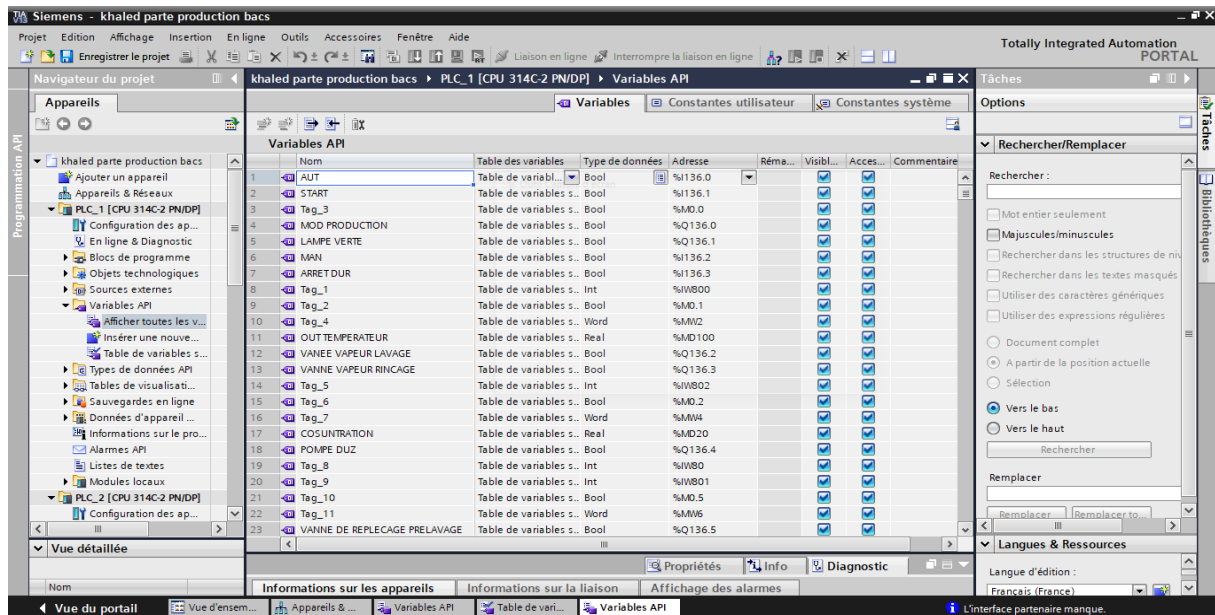 Siemens - khaled parte production bacs
Projet Edition Affichage Insertion En ligne Outils Accessoires Fenêtre Aide
Enregistrer le projet Liaison en ligne Interrompre la liaison en ligne
Totally Integrated Automation
PORTAL
Navigateur du projet
Appareils
Programmation API
khaled parte production bacs
Ajouter un appareil
Appareils & Réseaux
PLC_1 [CPU 314C-2 PN/DP]
Configuration des ap...
En ligne & Diagnostic
Blocs de programme
Objets technologiques
Sources externes
Variables API
Afficher toutes les v...
Insérer une nouve...
Table de variables s...
Types de données API
Tables de visualisati...
Sauvegardes en ligne
Données d'appareil ...
Informations sur le pro...
Alarmes API
Listes de textes
Modules locaux
PLC_2 [CPU 314C-2 PN/DP]
Configuration des ap...
Vue détaillée
Nom
khaled parte production bacs PLC_1 [CPU 314C-2 PN/DP] Variables API
Variables Constantes utilisateur Constantes système
Variables API
Nom Table des variables Type de données Adresse Réma... Visibl... Acces... Commentaire
1 AUT Table de variabl... Bool %I136.0
2 START Table de variables s... Bool %I136.1
3 Tag_3 Table de variables s... Bool %M0.0
4 MOD PRODUCTION Table de variables s... Bool %Q136.0
5 LAMPE VERTE Table de variables s... Bool %Q136.1
6 MAN Table de variables s... Bool %I136.2
7 ARRET DUR Table de variables s... Bool %I136.3
8 Tag_1 Table de variables s... Int %IW800
9 Tag_2 Table de variables s... Bool %M0.1
10 Tag_4 Table de variables s... Word %MW2
11 OUT TEMPERATEUR Table de variables s... Real %MD100
12 VANEE VAPEUR LAVAGE Table de variables s... Bool %Q136.2
13 VANNE VAPEUR RINCAGE Table de variables s... Bool %Q136.3
14 Tag_5 Table de variables s... Int %IW802
15 Tag_6 Table de variables s... Bool %M0.2
16 Tag_7 Table de variables s... Word %MW4
17 COSUNTRATION Table de variables s... Real %MD20
18 POMPE DUZ Table de variables s... Bool %Q136.4
19 Tag_8 Table de variables s... Int %IW80
20 Tag_9 Table de variables s... Int %IW801
21 Tag_10 Table de variables s... Bool %M0.5
22 Tag_11 Table de variables s... Word %MW6
23 VANNE DE REPLECAGE PRELAVAGE Table de variables s... Bool %Q136.5
Propriétés Info Diagnostic
Informations sur les appareils Informations sur la liaison Affichage des alarmes
Tâches
Options
Rechercher/Remplacer
Rechercher :
Mot entier seulement
Majuscules/minuscules
Rechercher dans les structures de niv
Rechercher dans les textes masqués
Utiliser des caractères génériques
Utiliser des expressions régulières
Document complet
A partir de la position actuelle
Sélection
Vers le bas
Vers le haut
Rechercher
Remplacer
Remplacer Remplacer to...
Langues & Ressources
Langue d'édition :
Français (France)
Tâches
Bibliothèques
Vue du portail Vue d'ensem... Appareils & ... Variables API Table de vari... Variables API L'interface partenaire manque.